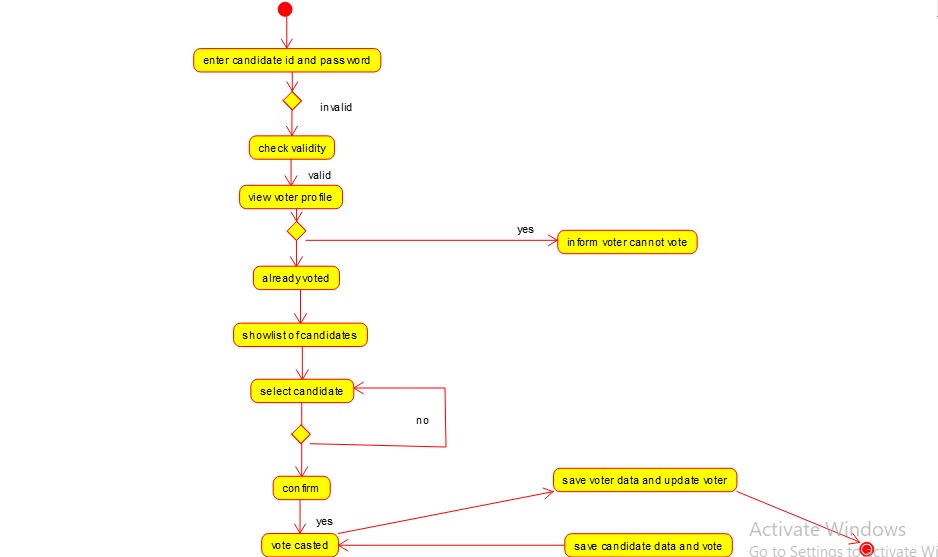 enter candidate id and password
invalid
check validity
valid
view voter profile
yes
inform voter cannot vote
already voted
showlist of candidates
select candidate
no
confirm
save voter data and update voter
yes
vote casted
save candidate data and vote
Activate Windows
Go to Settings to activate Wi